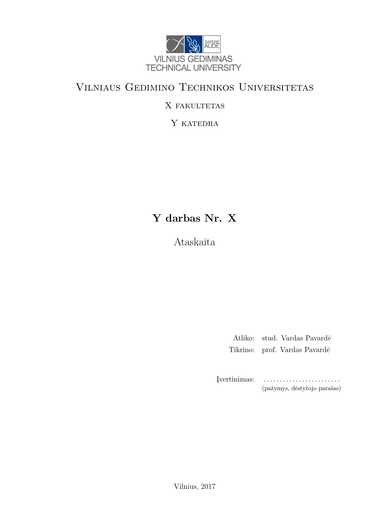 SAPERE
AUDE
VILNIUS GEDIMINAS
TECHNICAL UNIVERSITY
Vilniaus Gedimino Technikos Universitetas
X fakultetas
Y katedra
Y darbas Nr. X
Ataskaita
Atliko: stud. Vardas Pavardė
Tikrino: prof. Vardas Pavardė
Įvertinimas: ........................
(pažymys, dėstytojo parašas)
Vilnius, 2017